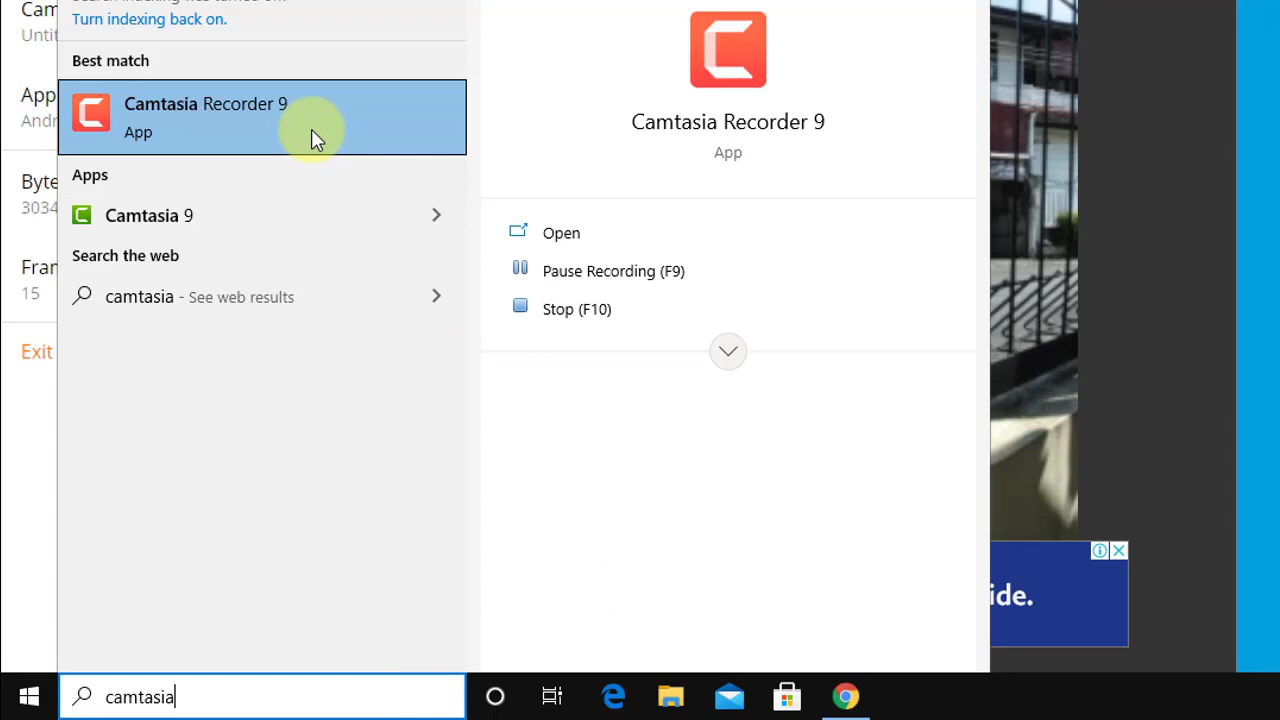 Cam
Untit
App
Andr
Byte
3034
Fran
15
Exit
Turn indexing back on.
Best match
Camtasia Recorder 9
App
Apps
Camtasia 9
Search the web
camtasia - See web results
Camtasia Recorder 9
App
Open
Pause Recording (F9)
Stop (F10)
ide.
camtasia